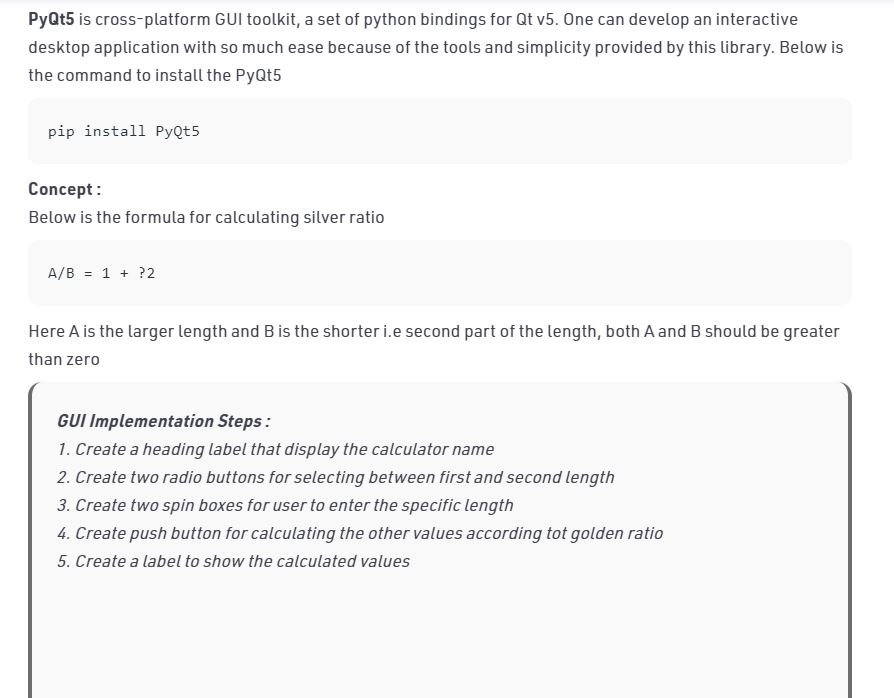 PyQt5 is cross-platform GUI toolkit, a set of python bindings for Qt v5. One can develop an interactive
desktop application with so much ease because of the tools and simplicity provided by this library. Below is
the command to install the PyQt5
pip install PyQt5
Concept :
Below is the formula for calculating silver ratio
A/B = 1 + ?2
Here A is the larger length and B is the shorter i.e second part of the length, both A and B should be greater
than zero
GUI Implementation Steps :
1. Create a heading label that display the calculator name
2. Create two radio buttons for selecting between first and second length
3. Create two spin boxes for user to enter the specific length
4. Create push button for calculating the other values according tot golden ratio
5. Create a label to show the calculated values